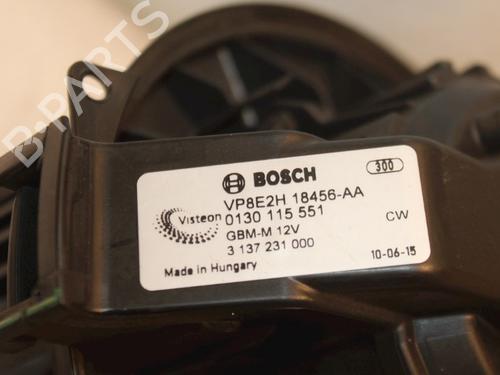 BOSCH
300
VP8E2H 18456-AA
Visteon
0130 115 551
CW
GBM-M 12V
3 137 231 000
10-06-15
Made in Hungary
B-PARTS